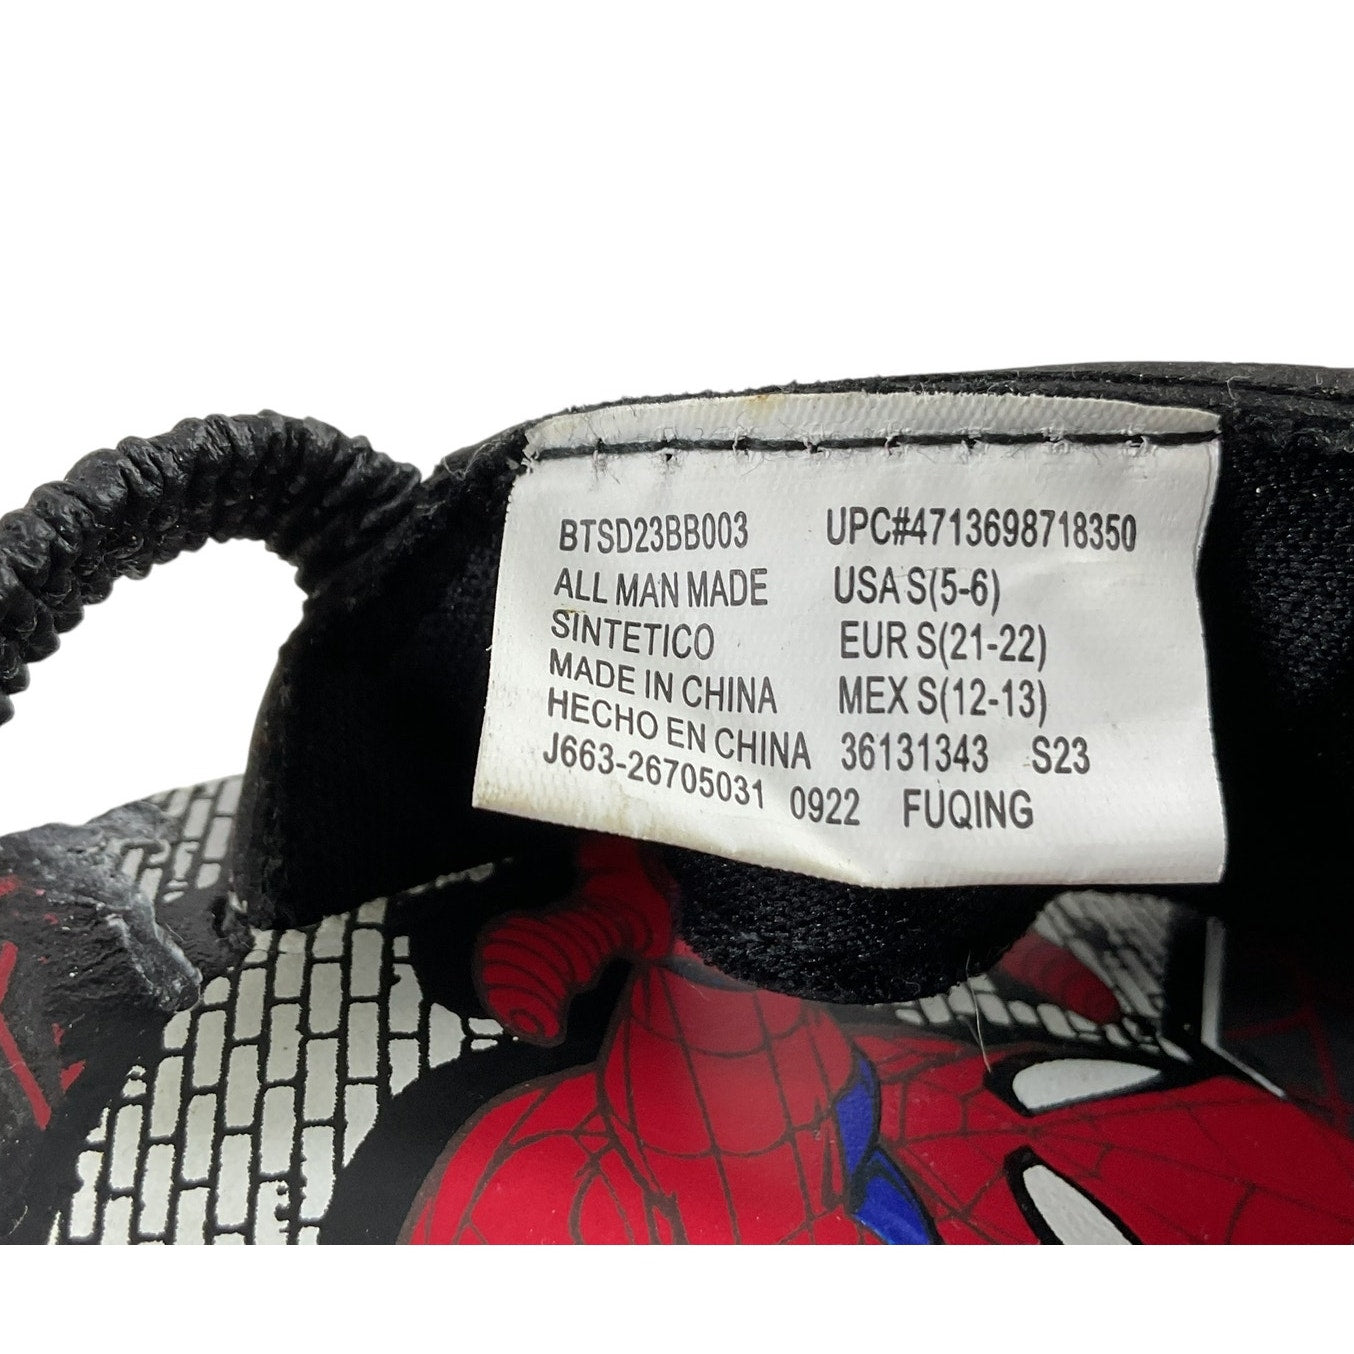 BTSD23BB003 UPC#4713698718350
ALL MAN MADE USA S(5-6)
SINTETICO EUR S(21-22)
MADE IN CHINA MEX S(12-13)
HECHO EN CHINA 36131343 S23
J663-26705031 0922 FUQING